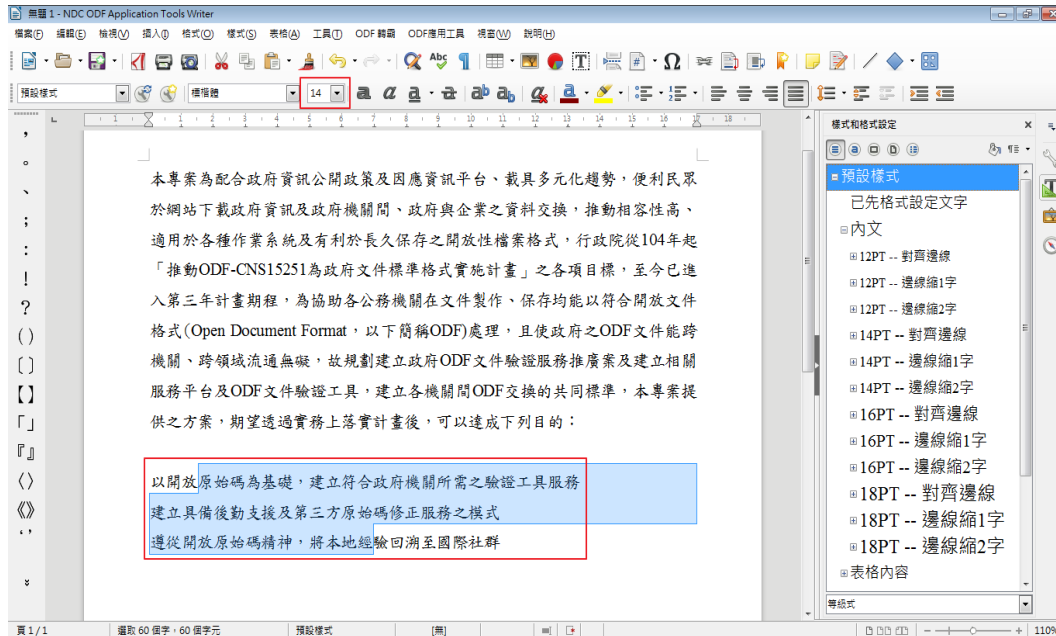 無題 1 - NDC ODF Application Tools Writer
檔案(F) 編輯(E) 檢視(V) 插入(I) 格式(O) 樣式(S) 表格(A) 工具(T) ODF 轉廠 ODF應用工具 視窗(W) 說明(H)
預設樣式 標楷體 14
樣式和格式設定
預設樣式
已先格式設定文字
內文
12PT -- 對齊邊線
12PT -- 邊線縮1字
12PT -- 邊線縮2字
14PT -- 對齊邊線
14PT -- 邊線縮1字
14PT -- 邊線縮2字
16PT -- 對齊邊線
16PT -- 邊線縮1字
16PT -- 邊線縮2字
18PT -- 對齊邊線
18PT -- 邊線縮1字
18PT -- 邊線縮2字
表格內容
等級式
本專案為配合政府資訊公開政策及因應資訊平台、載具多元化趨勢，便利民眾
於網站下載政府資訊及政府機關間、政府與企業之資料交換，推動相容性高、
適用於各種作業系統及有利於長久保存之開放性檔案格式，行政院從104年起
「推動ODF-CNS15251為政府文件標準格式實施計畫」之各項目標，至今已進
入第三年計畫期程，為協助各公務機關在文件製作、保存均能以符合開放文件
格式(Open Document Format，以下簡稱ODF)處理，且使政府之ODF文件能跨
機關、跨領域流通無礙，故規劃建立政府ODF文件驗證服務推廣案及建立相關
服務平台及ODF文件驗證工具，建立各機關間ODF交換的共同標準，本專案提
供之方案，期望透過實務上落實計畫後，可以達成下列目的：
以開放原始碼為基礎，建立符合政府機關所需之驗證工具服務
建立具備後勤支援及第三方原始碼修正服務之模式
遵從開放原始碼精神，將本地經驗回溯至國際社群
頁 1 / 1 選取 60 個字，60 個字元 預設樣式 [無] 110%